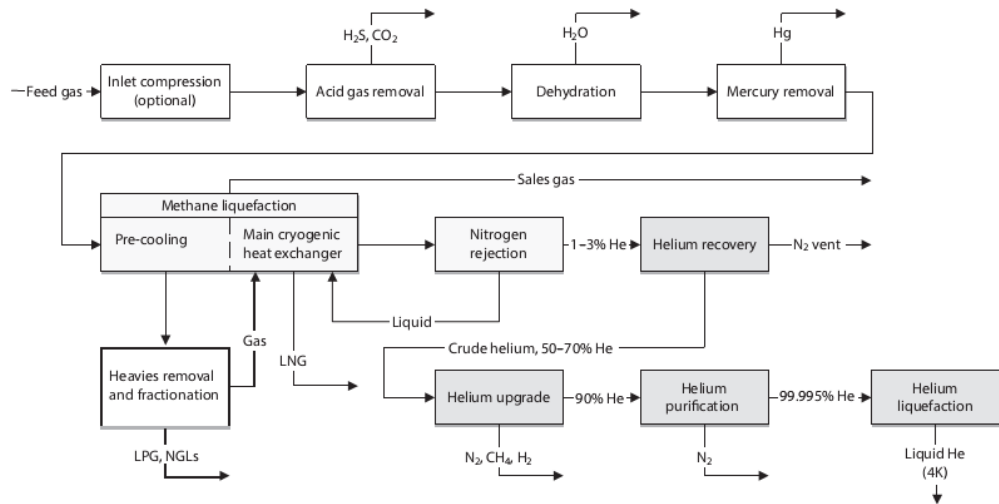 H₂S, CO₂
H₂O
Hg
Feed gas
Inlet compression
(optional)
Acid gas removal
Dehydration
Mercury removal
Sales gas
Methane liquefaction
Pre-cooling
Main cryogenic
heat exchanger
Nitrogen
rejection
1–3% He
Helium recovery
N₂ vent
Liquid
Gas
LNG
Crude helium, 50–70% He
Heavies removal
and fractionation
Helium upgrade
90% He
Helium
purification
99.995% He
Helium
liquefaction
LPG, NGLs
N₂, CH₄, H₂
N₂
Liquid He
(4K)